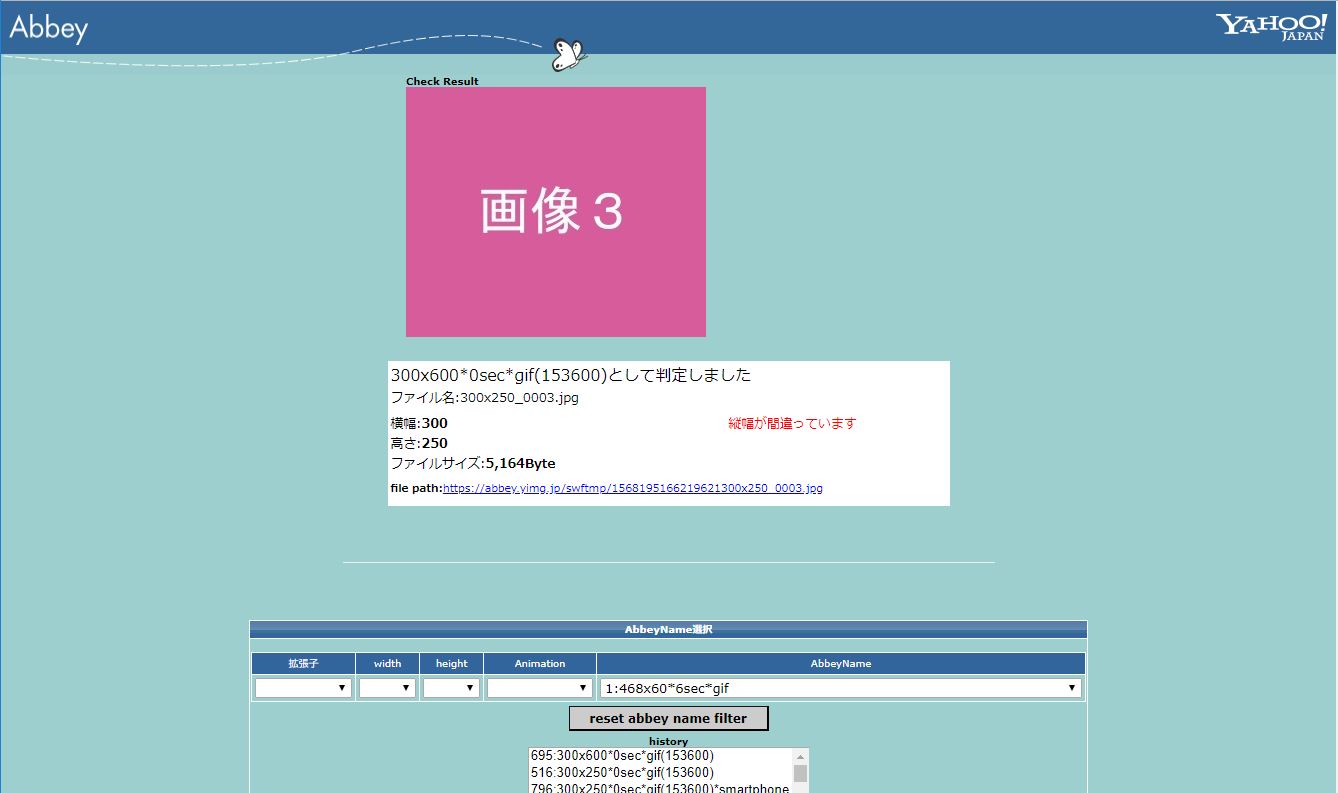 Abbey
YAHOO!
JAPAN
Check Result
画像３
300x600*0sec*gif(153600)として判定しました
ファイル名:300x250_0003.jpg
横幅:300
縦幅が間違っています
高さ:250
ファイルサイズ:5,164Byte
file path:https://abbey.yimg.jp/swftmp/1568195166219621300x250_0003.jpg
AbbeyName選択
拡張子 width height Animation AbbeyName
1:468x60*6sec*gif
reset abbey name filter
history
695:300x600*0sec*gif(153600)
516:300x250*0sec*gif(153600)
796:300x250*0sec*gif(153600)*smartphone